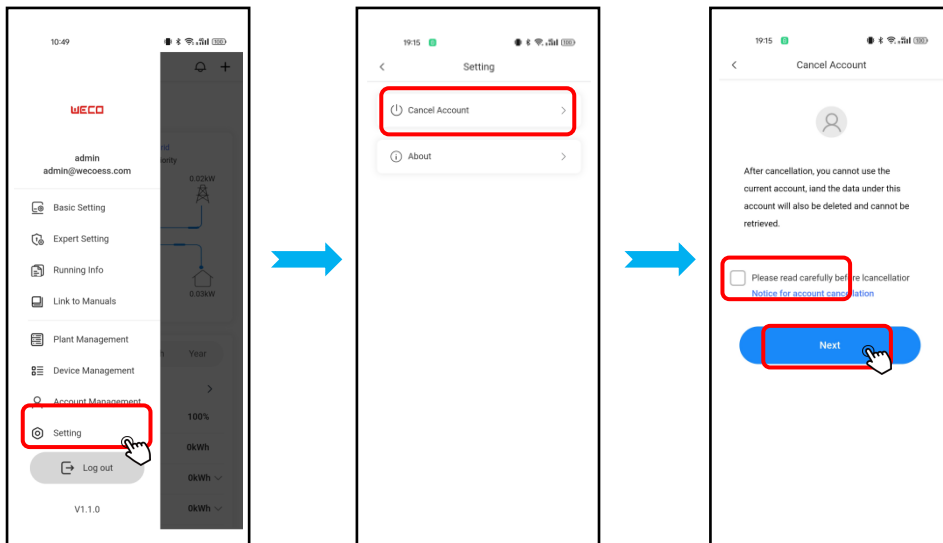 10:49
100
WECO
admin
admin@wecoess.com
Basic Setting
Expert Setting
Running Info
Link to Manuals
Plant Management
Device Management
Account Management
Setting
Log out
V1.1.0
0.02kW
0.03kW
Year
100%
0kWh
0kWh
0kWh
19:15
100
Setting
Cancel Account
About
19:15
100
Cancel Account
After cancellation, you cannot use the
current account, iand the data under this
account will also be deleted and cannot be
retrieved.
Please read carefully before lcancellatior
Notice for account cancellation
Next